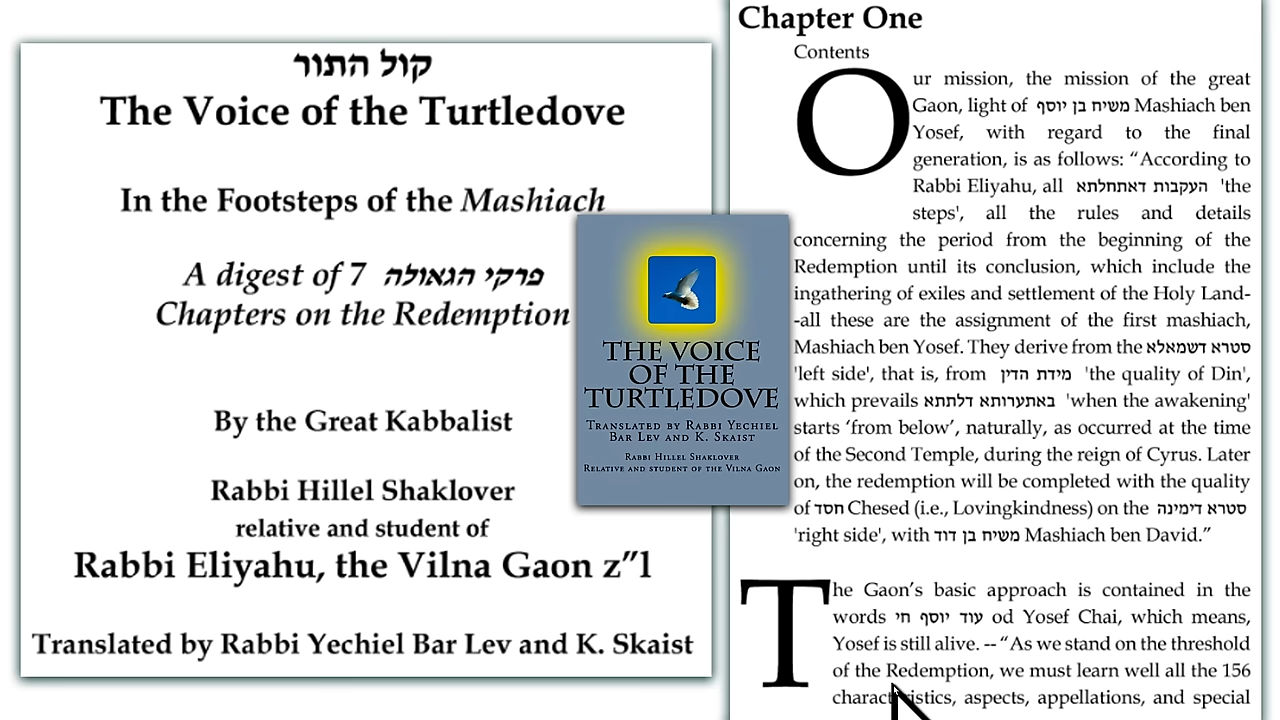 קול התור
The Voice of the Turtledove
In the Footsteps of the Mashiach
A digest of 7 פרקי הגאולה
Chapters on the Redemption
By the Great Kabbalist
Rabbi Hillel Shaklover
relative and student of
Rabbi Eliyahu, the Vilna Gaon z”l
Translated by Rabbi Yechiel Bar Lev and K. Skaist
THE VOICE
OF THE
TURTLEDOVE
TRANSLATED BY RABBI YECHIEL
BAR LEV AND K. SKAIST
RABBI HILLEL SHAKLOVER
RELATIVE AND STUDENT OF THE VILNA GAON
Chapter One
Contents
Our mission, the mission of the great
Gaon, light of משיח בן יוסף Mashiach ben
Yosef, with regard to the final
generation, is as follows: “According to
Rabbi Eliyahu, all העקבות דאתחלתא 'the
steps', all the rules and details
concerning the period from the beginning of the
Redemption until its conclusion, which include the
ingathering of exiles and settlement of the Holy Land-
-all these are the assignment of the first mashiach,
Mashiach ben Yosef. They derive from the סטרא דשמאלא
'left side', that is, from מידת הדין 'the quality of Din',
which prevails באתערותא דלתתא 'when the awakening'
starts ‘from below’, naturally, as occurred at the time
of the Second Temple, during the reign of Cyrus. Later
on, the redemption will be completed with the quality
of חסד Chesed (i.e., Lovingkindness) on the סטרא דימינה
'right side', with משיח בן דוד Mashiach ben David.”
The Gaon’s basic approach is contained in the
words עוד יוסף חי od Yosef Chai, which means,
Yosef is still alive. -- “As we stand on the threshold
of the Redemption, we must learn well all the 156
characteristics, aspects, appellations, and special